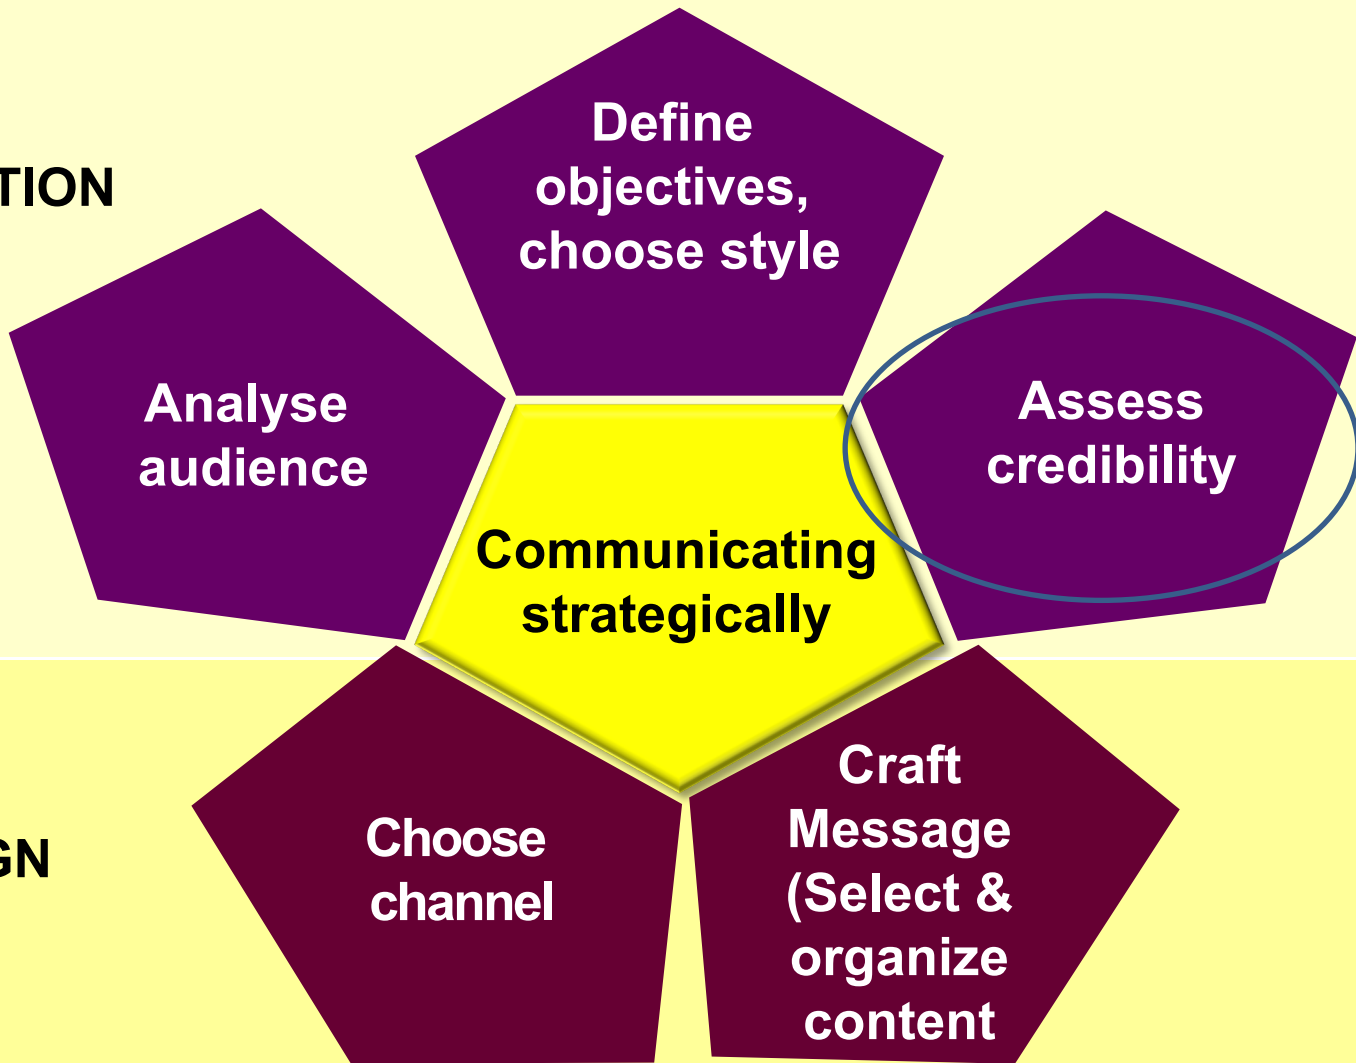 Define
objectives,
choose style
TION
Analyse
audience
Assess
credibility
Communicating
strategically
GN
Choose
channel
Craft
Message
(Select &
organize
content